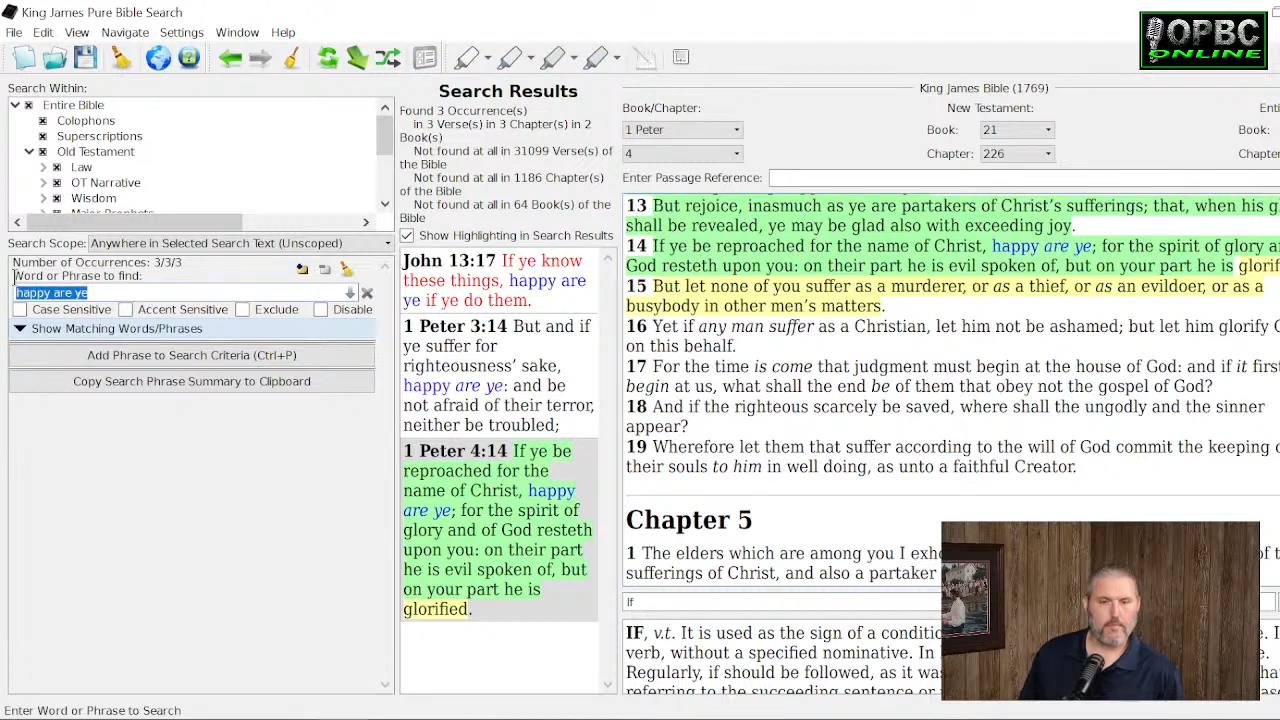 King James Pure Bible Search
File Edit View Navigate Settings Window Help
OPBC
ONLINE
Search Within:
Entire Bible
Colophons
Superscriptions
Old Testament
Law
OT Narrative
Wisdom
Major Prophets
Search Scope: Anywhere in Selected Search Text (Unscoped)
Number of Occurrences: 3/3/3
Word or Phrase to find:
happy are ye
Case Sensitive Accent Sensitive Exclude Disable
Show Matching Words/Phrases
Add Phrase to Search Criteria (Ctrl+P)
Copy Search Phrase Summary to Clipboard
Enter Word or Phrase to Search
Search Results
Found 3 Occurrence(s)
in 3 Verse(s) in 3 Chapter(s) in 2
Book(s)
Not found at all in 31099 Verse(s) of
the Bible
Not found at all in 1186 Chapter(s)
of the Bible
Not found at all in 64 Book(s) of the
Bible
Show Highlighting in Search Results
John 13:17 If ye know
these things, happy are
ye if ye do them.
1 Peter 3:14 But and if
ye suffer for
righteousness’ sake,
happy are ye: and be
not afraid of their terror,
neither be troubled;
1 Peter 4:14 If ye be
reproached for the
name of Christ, happy
are ye; for the spirit of
glory and of God resteth
upon you: on their part
he is evil spoken of, but
on your part he is
glorified.
King James Bible (1769)
Book/Chapter: New Testament: Enti
1 Peter Book: 21 Book:
4 Chapter: 226 Chapte
Enter Passage Reference:
13 But rejoice, inasmuch as ye are partakers of Christ’s sufferings; that, when his g
shall be revealed, ye may be glad also with exceeding joy.
14 If ye be reproached for the name of Christ, happy are ye; for the spirit of glory a
God resteth upon you: on their part he is evil spoken of, but on your part he is glorif
15 But let none of you suffer as a murderer, or as a thief, or as an evildoer, or as a
busybody in other men’s matters.
16 Yet if any man suffer as a Christian, let him not be ashamed; but let him glorify G
on this behalf.
17 For the time is come that judgment must begin at the house of God: and if it first
begin at us, what shall the end be of them that obey not the gospel of God?
18 And if the righteous scarcely be saved, where shall the ungodly and the sinner
appear?
19 Wherefore let them that suffer according to the will of God commit the keeping o
their souls to him in well doing, as unto a faithful Creator.
Chapter 5
1 The elders which are among you I exho of t
sufferings of Christ, and also a partaker
If
IF, v.t. It is used as the sign of a conditio
verb, without a specified nominative. In
Regularly, if should be followed, as it was
referring to the succeeding sentence or